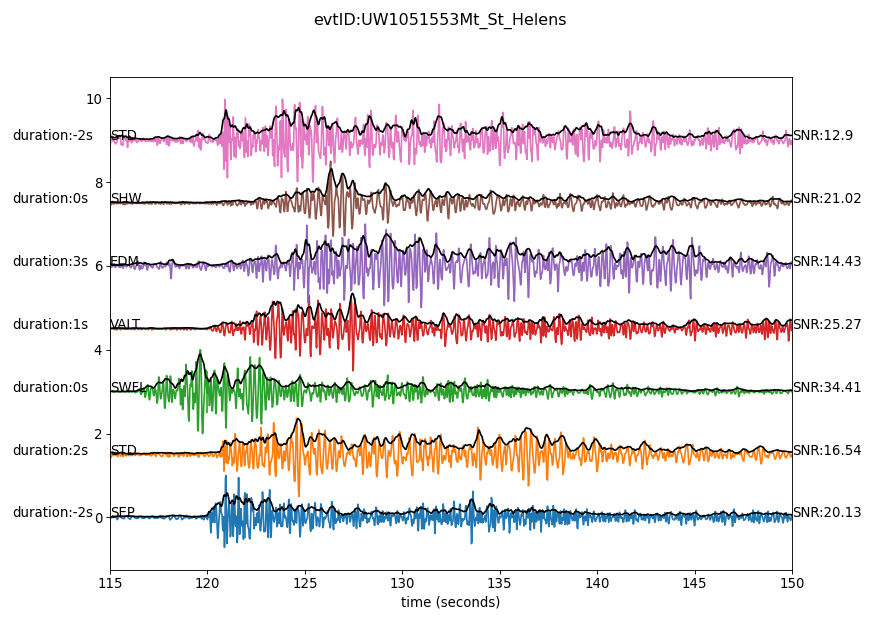 evtID:UW1051553Mt_St_Helens
10
duration:-2s STD SNR:12.9
8
duration:0s SHW SNR:21.02
duration:3s EDM SNR:14.43
6
duration:1s VALT SNR:25.27
4
duration:0s SWFL SNR:34.41
2
duration:2s STD SNR:16.54
duration:-2s SEP SNR:20.13
0
115 120 125 130 135 140 145 150
time (seconds)